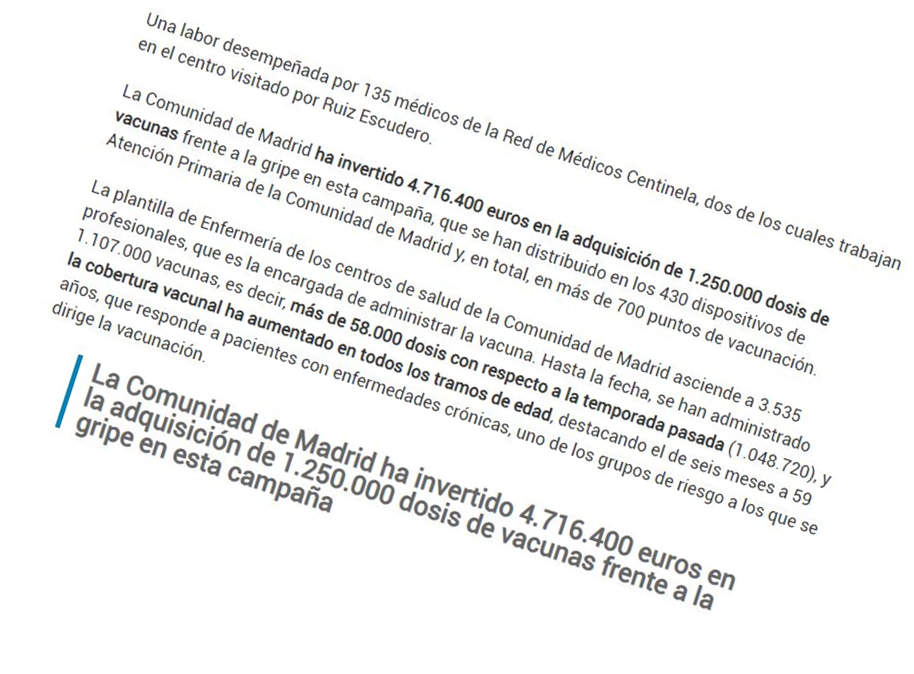 Una labor desempeñada por 135 médicos de la Red de Médicos Centinela, dos de los cuales trabajan
en el centro visitado por Ruiz Escudero.
La Comunidad de Madrid ha invertido 4.716.400 euros en la adquisición de 1.250.000 dosis de
vacunas frente a la gripe en esta campaña, que se han distribuido en los 430 dispositivos de
Atención Primaria de la Comunidad de Madrid y, en total, en más de 700 puntos de vacunación.
La plantilla de Enfermería de los centros de salud de la Comunidad de Madrid asciende a 3.535
profesionales, que es la encargada de administrar la vacuna. Hasta la fecha, se han administrado
1.107.000 vacunas, es decir, más de 58.000 dosis con respecto a la temporada pasada (1.048.720), y
la cobertura vacunal ha aumentado en todos los tramos de edad, destacando el de seis meses a 59
años, que responde a pacientes con enfermedades crónicas, uno de los grupos de riesgo a los que se
dirige la vacunación.
La Comunidad de Madrid ha invertido 4.716.400 euros en
la adquisición de 1.250.000 dosis de vacunas frente a la
gripe en esta campaña